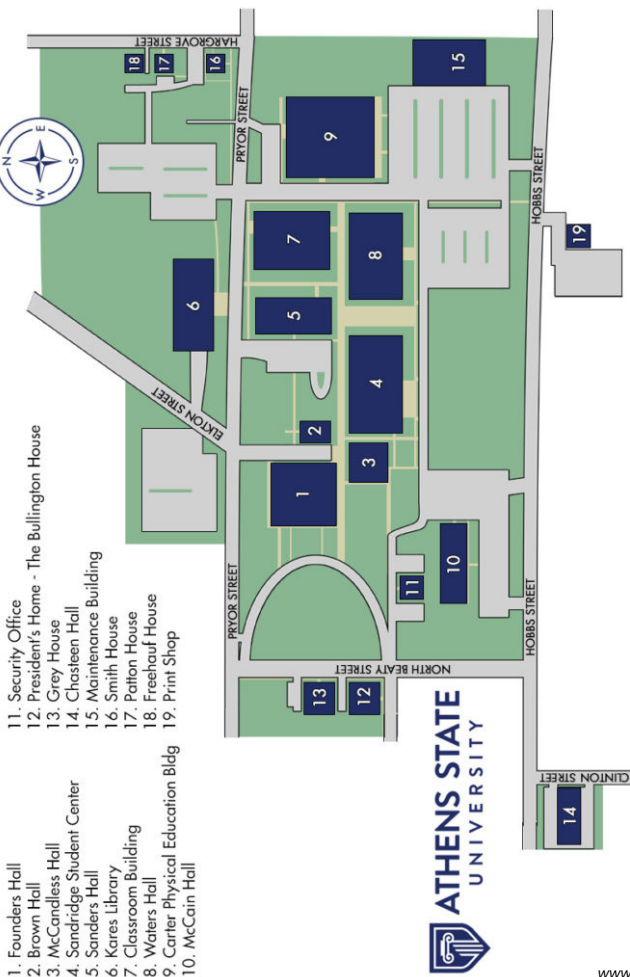 1. Founders Hall
2. Brown Hall
3. McCandless Hall
4. Sandridge Student Center
5. Sanders Hall
6. Kares Library
7. Classroom Building
8. Waters Hall
9. Carter Physical Education Bldg
10. McCain Hall
11. Security Office
12. President's Home - The Bullington House
13. Grey House
14. Chasteen Hall
15. Maintenance Building
16. Smith House
17. Patton House
18. Freehauf House
19. Print Shop
N
E
S
W
HARGROVE STREET
18
17
16
ELKTON STREET
6
PRYOR STREET
PRYOR STREET
9
15
7
5
8
2
4
1
3
13
12
NORTH BEATY STREET
11
10
HOBBS STREET
HOBBS STREET
19
ATHENS STATE
UNIVERSITY
14
CLINTON STREET
www